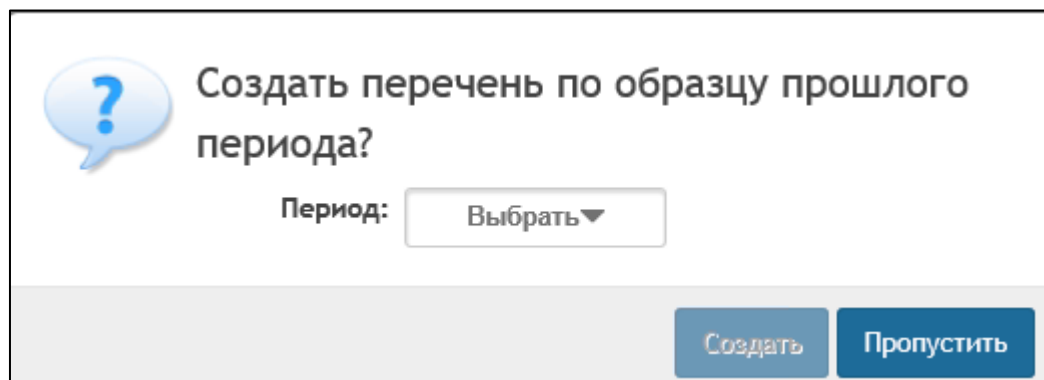 Создать перечень по образцу прошлого
периода?
Период: Выбрать
Создать Пропустить